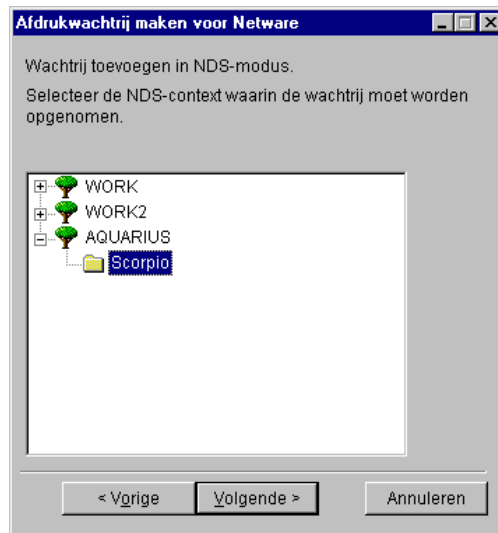 Afdrukwachtrij maken voor Netware
Wachtrij toevoegen in NDS-modus.
Selecteer de NDS-context waarin de wachtrij moet worden
opgenomen.
WORK
WORK2
AQUARIUS
Scorpio
< Vorige
Volgende >
Annuleren